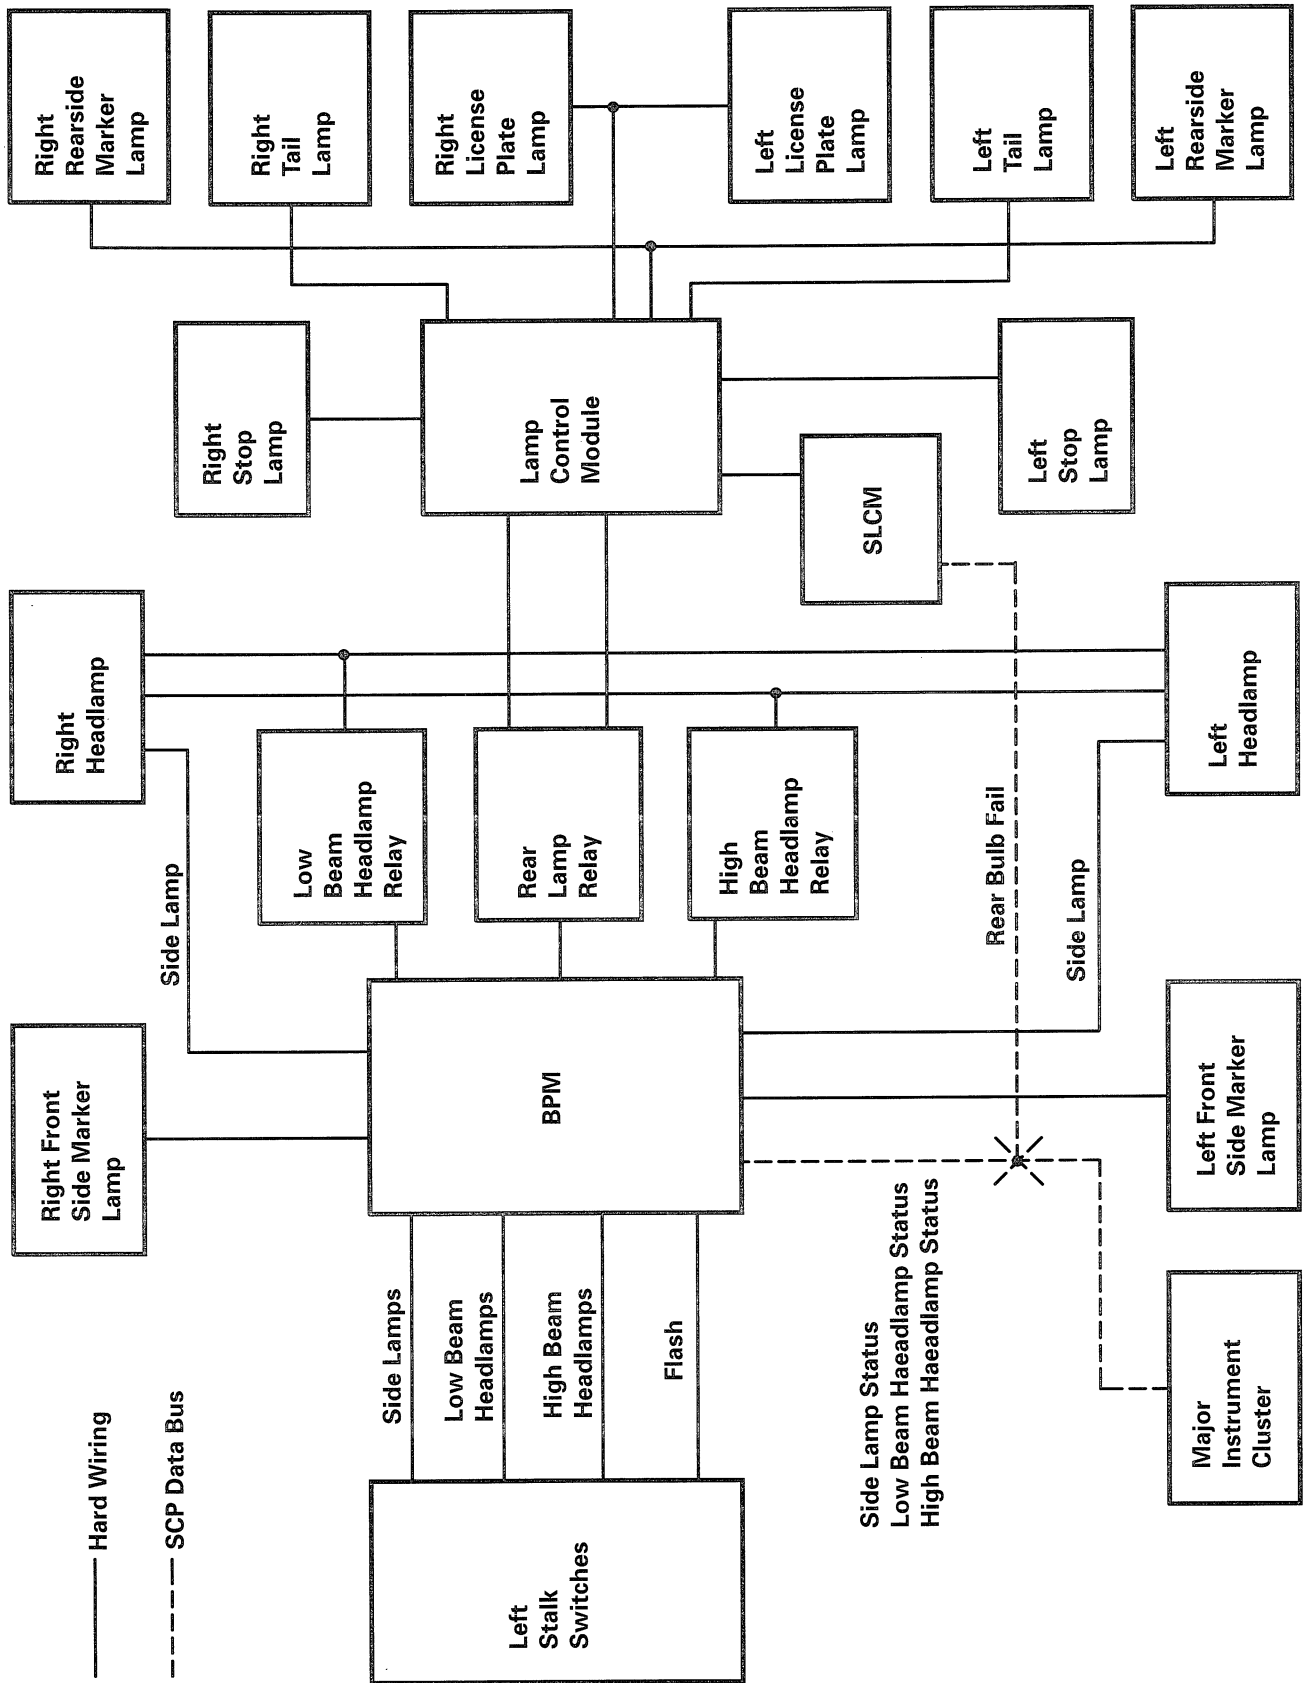 Hard Wiring
SCP Data Bus
Left
Stalk
Switches
Side Lamps
Low Beam
Headlamps
High Beam
Headlamps
Flash
Right Front
Side Marker
Lamp
Side Lamp
BPM
Side Lamp Status
Low Beam Haeadlamp Status
High Beam Haeadlamp Status
Major
Instrument
Cluster
Left Front
Side Marker
Lamp
Side Lamp
Rear Bulb Fail
Low
Beam
Headlamp
Relay
Rear
Lamp
Relay
High
Beam
Headlamp
Relay
Right
Headlamp
Left
Headlamp
SLCM
Right
Stop
Lamp
Lamp
Control
Module
Left
Stop
Lamp
Right
Rearside
Marker
Lamp
Right
Tail
Lamp
Right
License
Plate
Lamp
Left
License
Plate
Lamp
Left
Tail
Lamp
Left
Rearside
Marker
Lamp